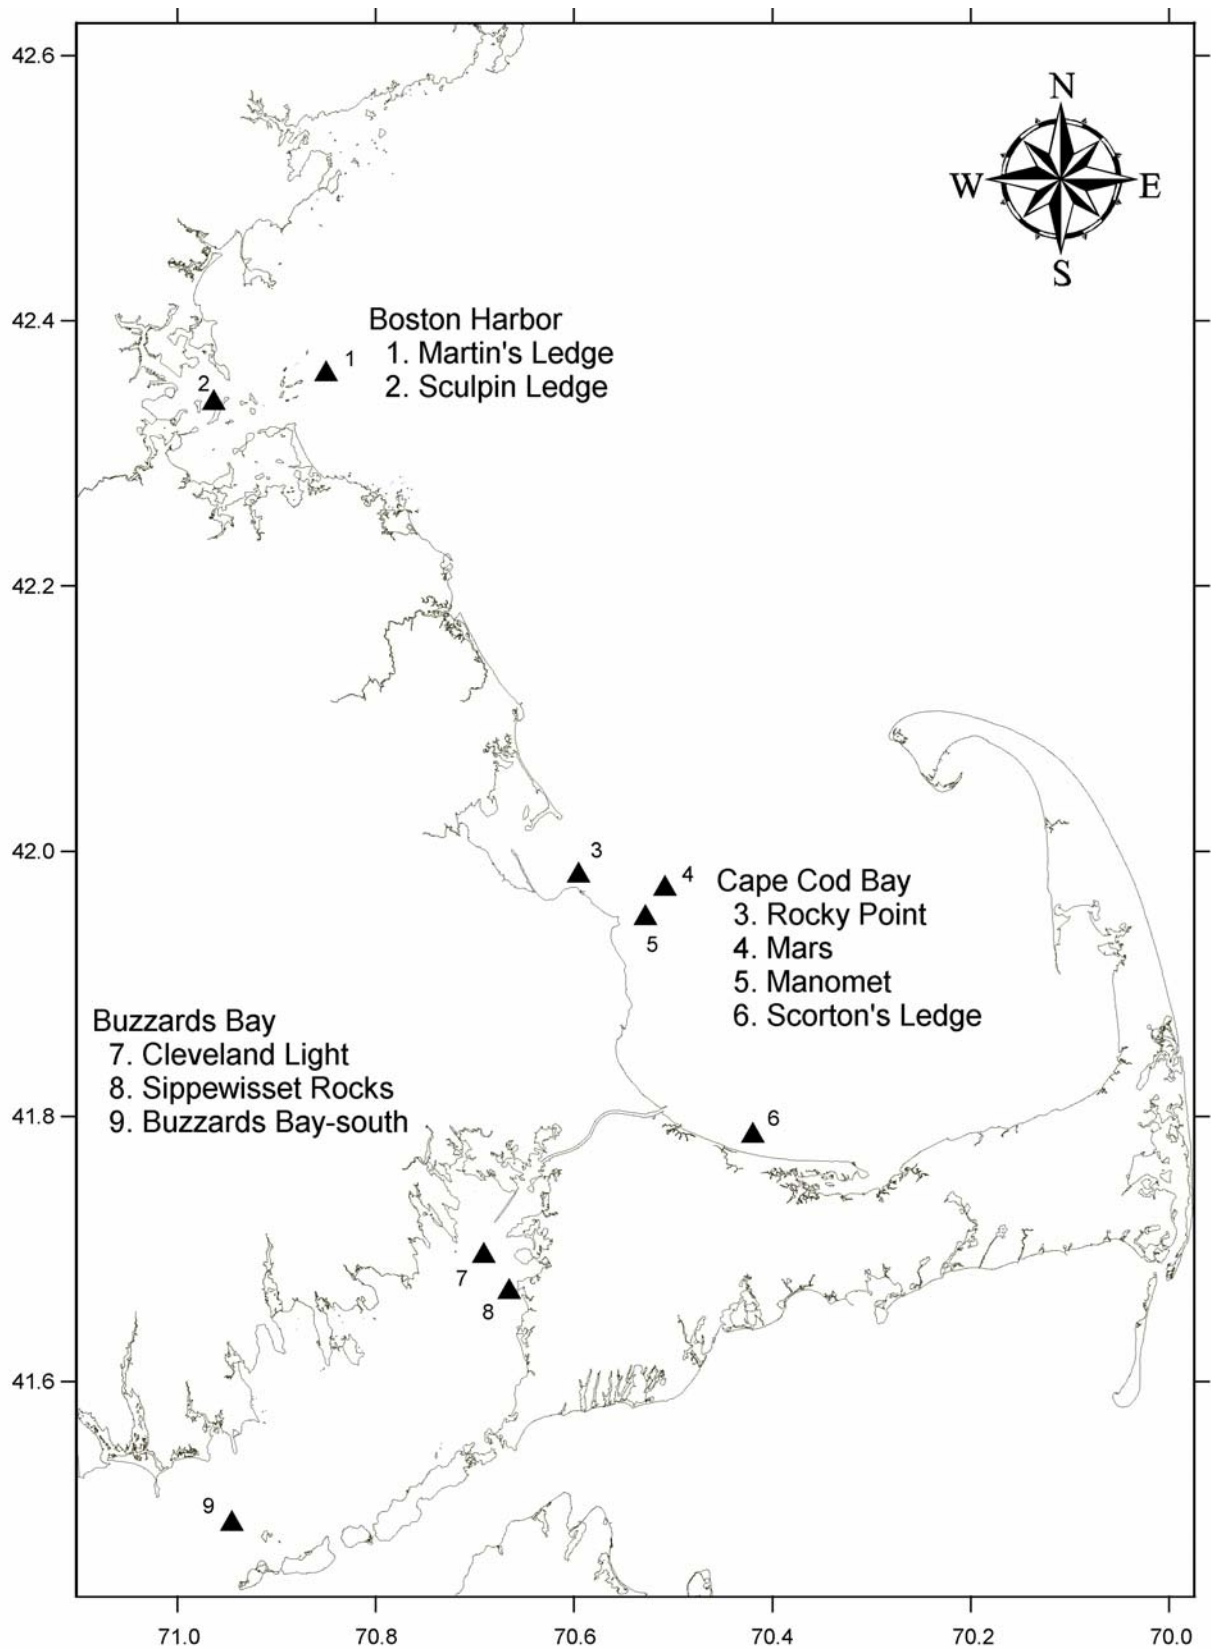 42.6
N
W
E
S
42.4
Boston Harbor
1
1. Martin's Ledge
2
2. Sculpin Ledge
42.2
42.0
3
4
Cape Cod Bay
3. Rocky Point
5
4. Mars
5. Manomet
6. Scorton's Ledge
Buzzards Bay
7. Cleveland Light
8. Sippewisset Rocks
9. Buzzards Bay-south
41.8
6
7
8
41.6
9
71.0
70.8
70.6
70.4
70.2
70.0